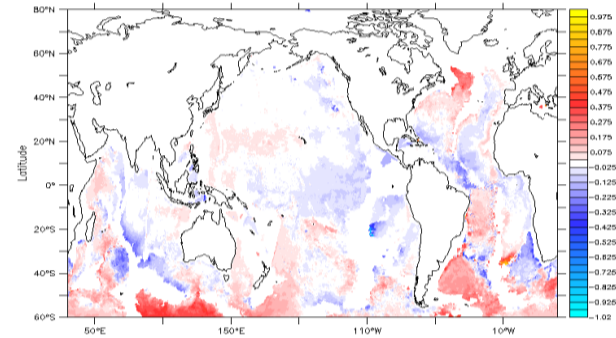 80°N
60°N
40°N
20°N
0°
20°S
40°S
60°S
Latitude
50°E
150°E
110°W
10°W
0.975
0.875
0.775
0.675
0.575
0.475
0.375
0.275
0.175
0.075
-0.025
-0.125
-0.225
-0.325
-0.425
-0.525
-0.625
-0.725
-0.825
-0.925
-1.02